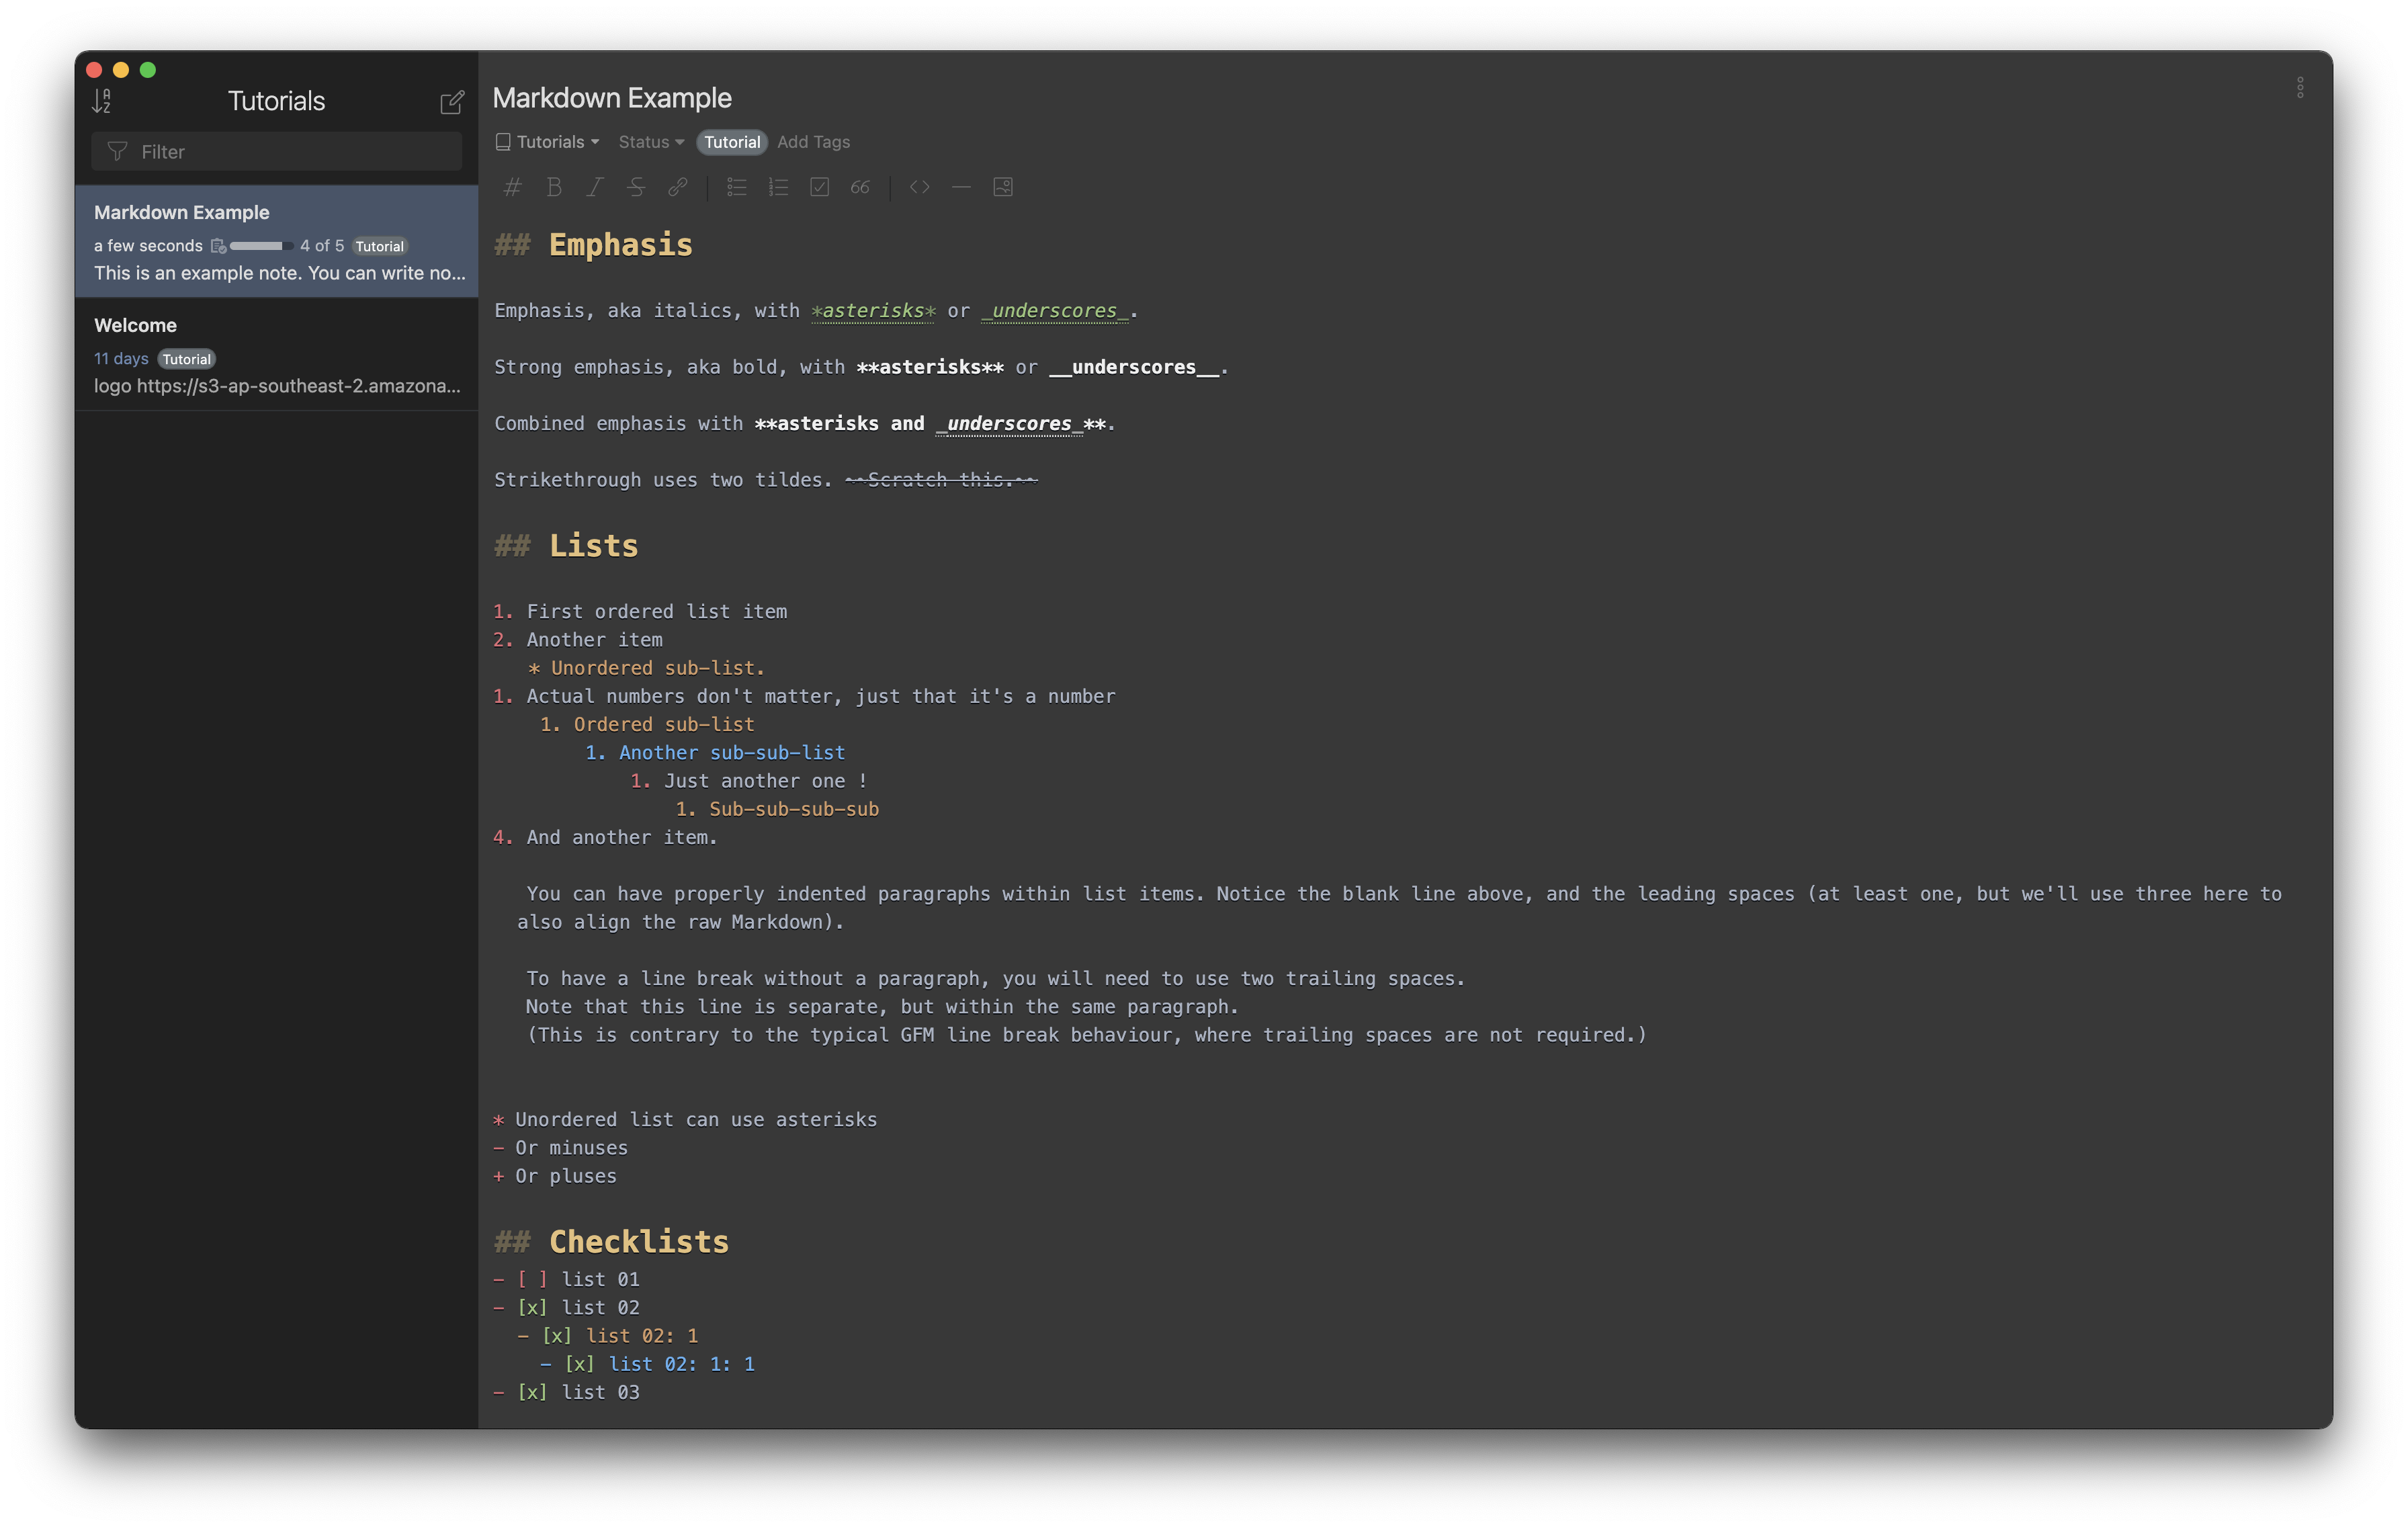 Tutorials
Filter
Markdown Example
a few seconds 4 of 5 Tutorial
This is an example note. You can write no...
Welcome
11 days Tutorial
logo https://s3-ap-southeast-2.amazona...
Markdown Example
Tutorials Status Tutorial Add Tags
## Emphasis
Emphasis, aka italics, with *asterisks* or _underscores_.
Strong emphasis, aka bold, with **asterisks** or __underscores__.
Combined emphasis with **asterisks and _underscores_**.
Strikethrough uses two tildes. ~~Scratch this.~~
## Lists
1. First ordered list item
2. Another item
* Unordered sub-list.
1. Actual numbers don't matter, just that it's a number
1. Ordered sub-list
1. Another sub-sub-list
1. Just another one !
1. Sub-sub-sub-sub
4. And another item.
You can have properly indented paragraphs within list items. Notice the blank line above, and the leading spaces (at least one, but we'll use three here to
also align the raw Markdown).
To have a line break without a paragraph, you will need to use two trailing spaces.
Note that this line is separate, but within the same paragraph.
(This is contrary to the typical GFM line break behaviour, where trailing spaces are not required.)
* Unordered list can use asterisks
- Or minuses
+ Or pluses
## Checklists
- [ ] list 01
- [x] list 02
- [x] list 02: 1
- [x] list 02: 1: 1
- [x] list 03